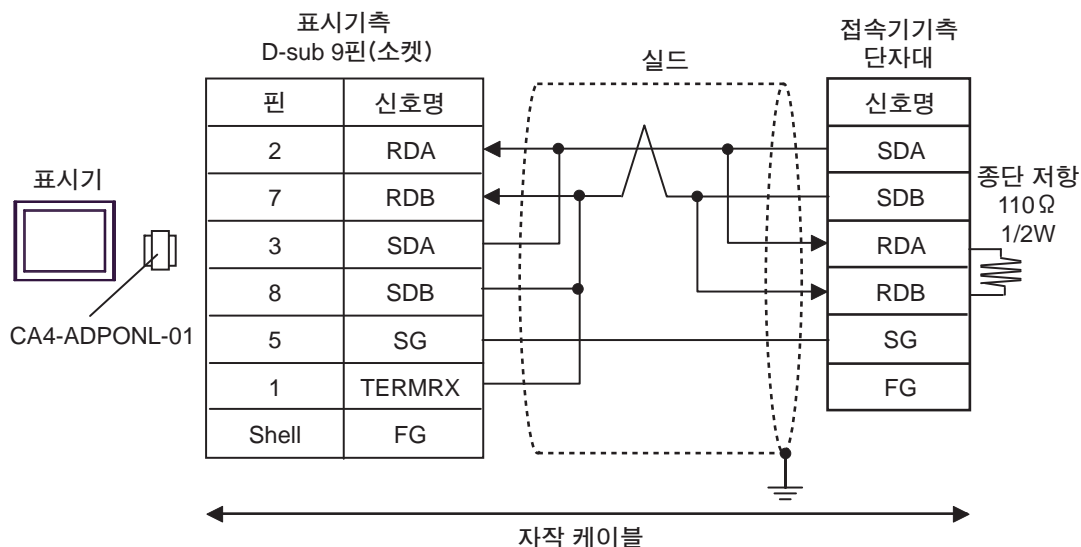 표시기측
D-sub 9핀(소켓)
실드
접속기기측
단자대
핀 신호명
신호명
2 RDA
SDA
7 RDB
SDB
3 SDA
RDA
8 SDB
RDB
5 SG
SG
1 TERMRX
FG
Shell FG
표시기
CA4-ADPONL-01
종단 저항
110Ω
1/2W
자작 케이블